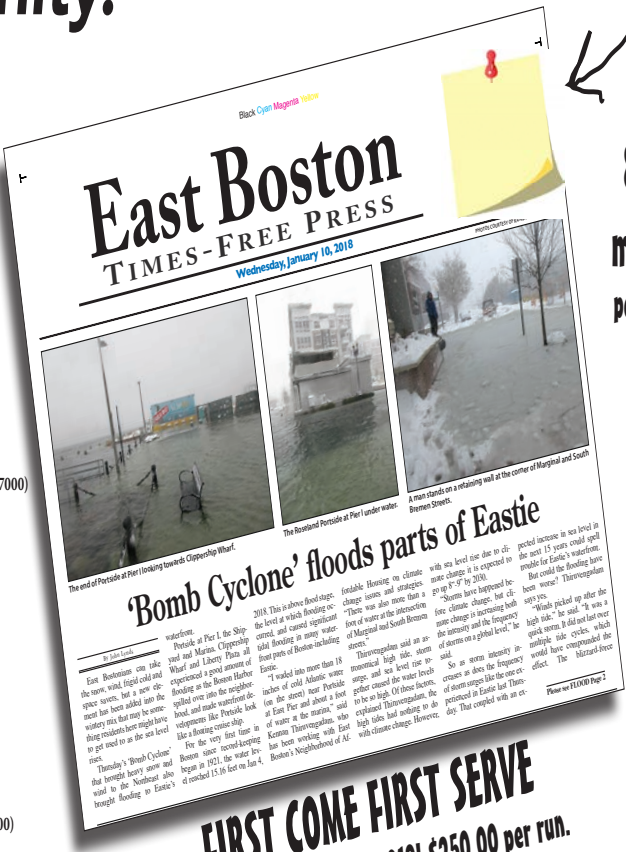 Black Cyan Magenta Yellow
East Boston
TIMES-FREE PRESS
Wednesday, January 10, 2018
The end of Portside at Pier I looking towards Clippership Wharf.
The Roseland Portside at Pier I under water.
A man stands on a retaining wall at the corner of Marginal and South
Bremen Streets.
'Bomb Cyclone' floods parts of Eastie
By John Lynds
East Bostonians can take
the snow, wind, frigid cold and
space savers, but a new ele-
ment has been added into the
wintery mix that may be some-
thing residents here might have
to get used to as the sea level
rises.
Thursday's 'Bomb Cyclone'
that brought heavy snow and
wind to the Northeast also
brought flooding to Eastie's
waterfront.
Portside at Pier I, the Ship-
yard and Marina, Clippership
Wharf and Liberty Plaza all
experienced a good amount of
flooding as the Boston Harbor
spilled over into the neighbor-
hood, and made waterfront de-
velopments like Portside look
like a floating cruise ship.
For the very first time in
Boston since record-keeping
began in 1921, the water lev-
el reached 15.16 feet on Jan 4,
2018. This is above flood stage,
the level at which flooding oc-
curred, and caused significant
tidal flooding in many water-
front parts of Boston-including
Eastie.
"I waded into more than 18
inches of cold Atlantic water
(on the street) near Portside
at East Pier and about a foot
of water at the marina," said
Kannan Thiruvengadam, who
has been working with East
Boston's Neighborhood of Af-
fordable Housing on climate
change issues and strategies.
"There was also more than a
foot of water at the intersection
of Marginal and South Bremen
streets."
Thiruvengadam said an as-
tronomical high tide, storm
surge, and sea level rise to-
gether caused the water levels
to be so high. Of these factors,
explained Thiruvengadam, the
high tides had nothing to do
with climate change. However,
with sea level rise due to cli-
mate change it is expected to
go up 8"-9" by 2030.
"Storms have happened be-
fore climate change, but cli-
mate change is increasing both
the intensity and the frequency
of storms on a global level," he
said.
So as storm intensity in-
creases as does the frequency
of storm surges like the one ex-
perienced in Eastie last Thurs-
day. That coupled with an ex-
pected increase in sea level in
the next 15 years could spell
trouble for Eastie's waterfront.
But could the flooding have
been worse? Thiruvengadam
says yes.
"Winds picked up after the
high tide," he said. "It was a
quick storm. It did not last over
multiple tide cycles, which
would have compounded the
effect. The blizzard-force
Please see FLOOD Page 2
7000)
00)
FIRST COME FIRST SERVE
$250.00 per run.